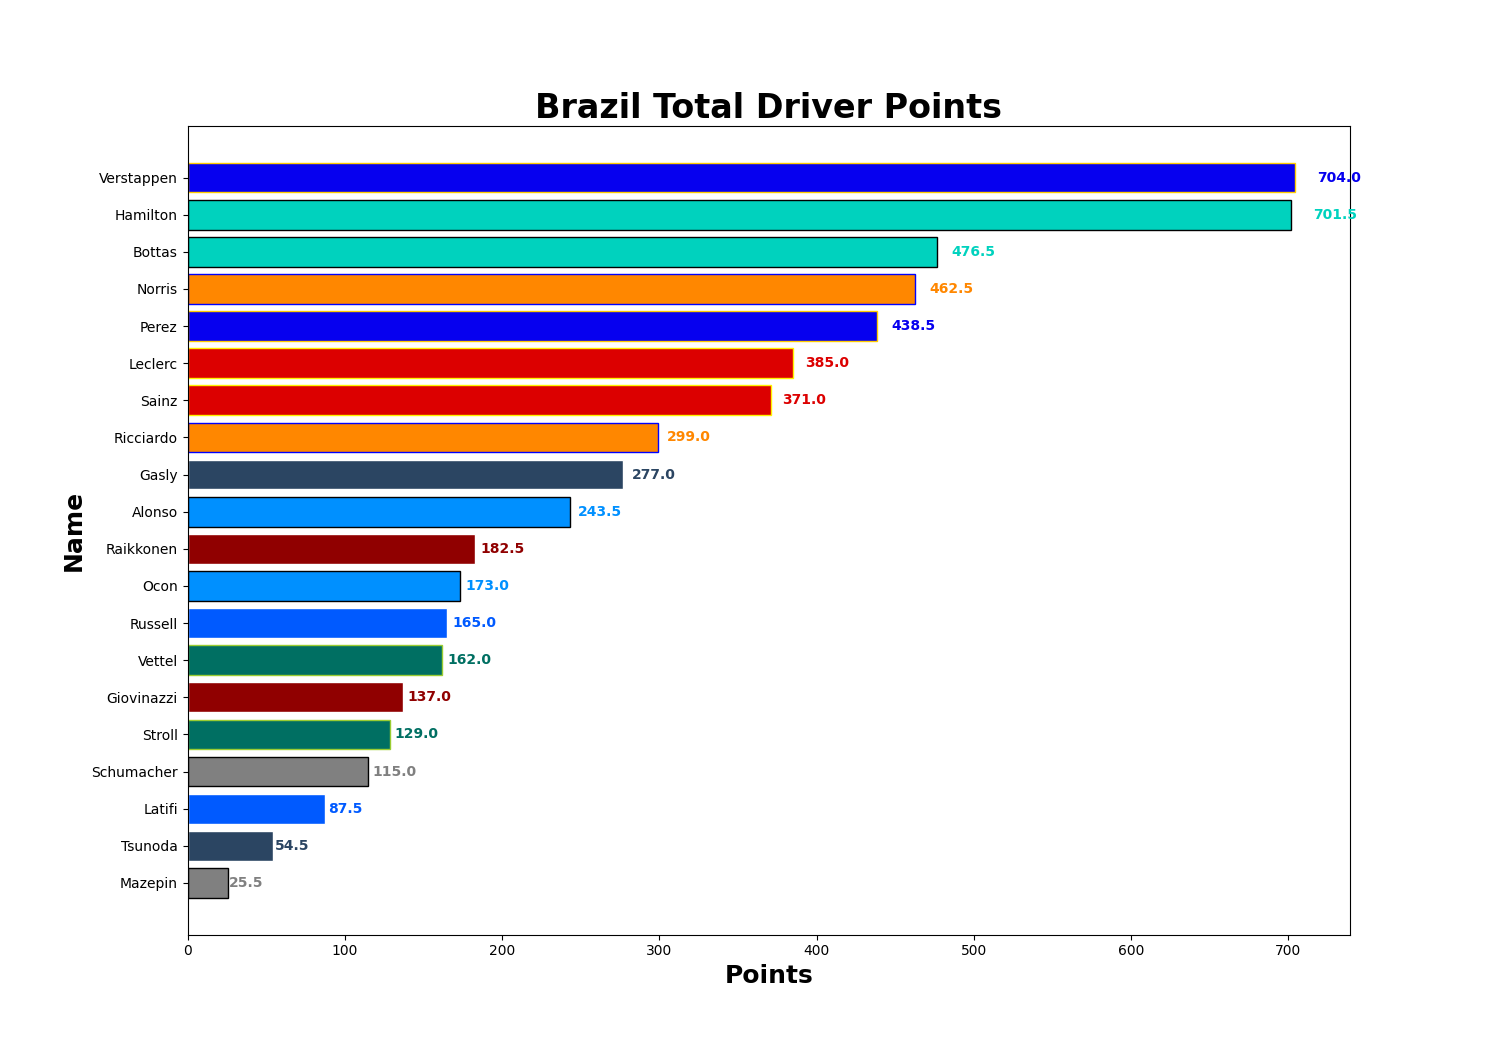 Brazil Total Driver Points
Name
Verstappen 704.0
Hamilton 701.5
Bottas 476.5
Norris 462.5
Perez 438.5
Leclerc 385.0
Sainz 371.0
Ricciardo 299.0
Gasly 277.0
Alonso 243.5
Raikkonen 182.5
Ocon 173.0
Russell 165.0
Vettel 162.0
Giovinazzi 137.0
Stroll 129.0
Schumacher 115.0
Latifi 87.5
Tsunoda 54.5
Mazepin 25.5
0 100 200 300 400 500 600 700
Points